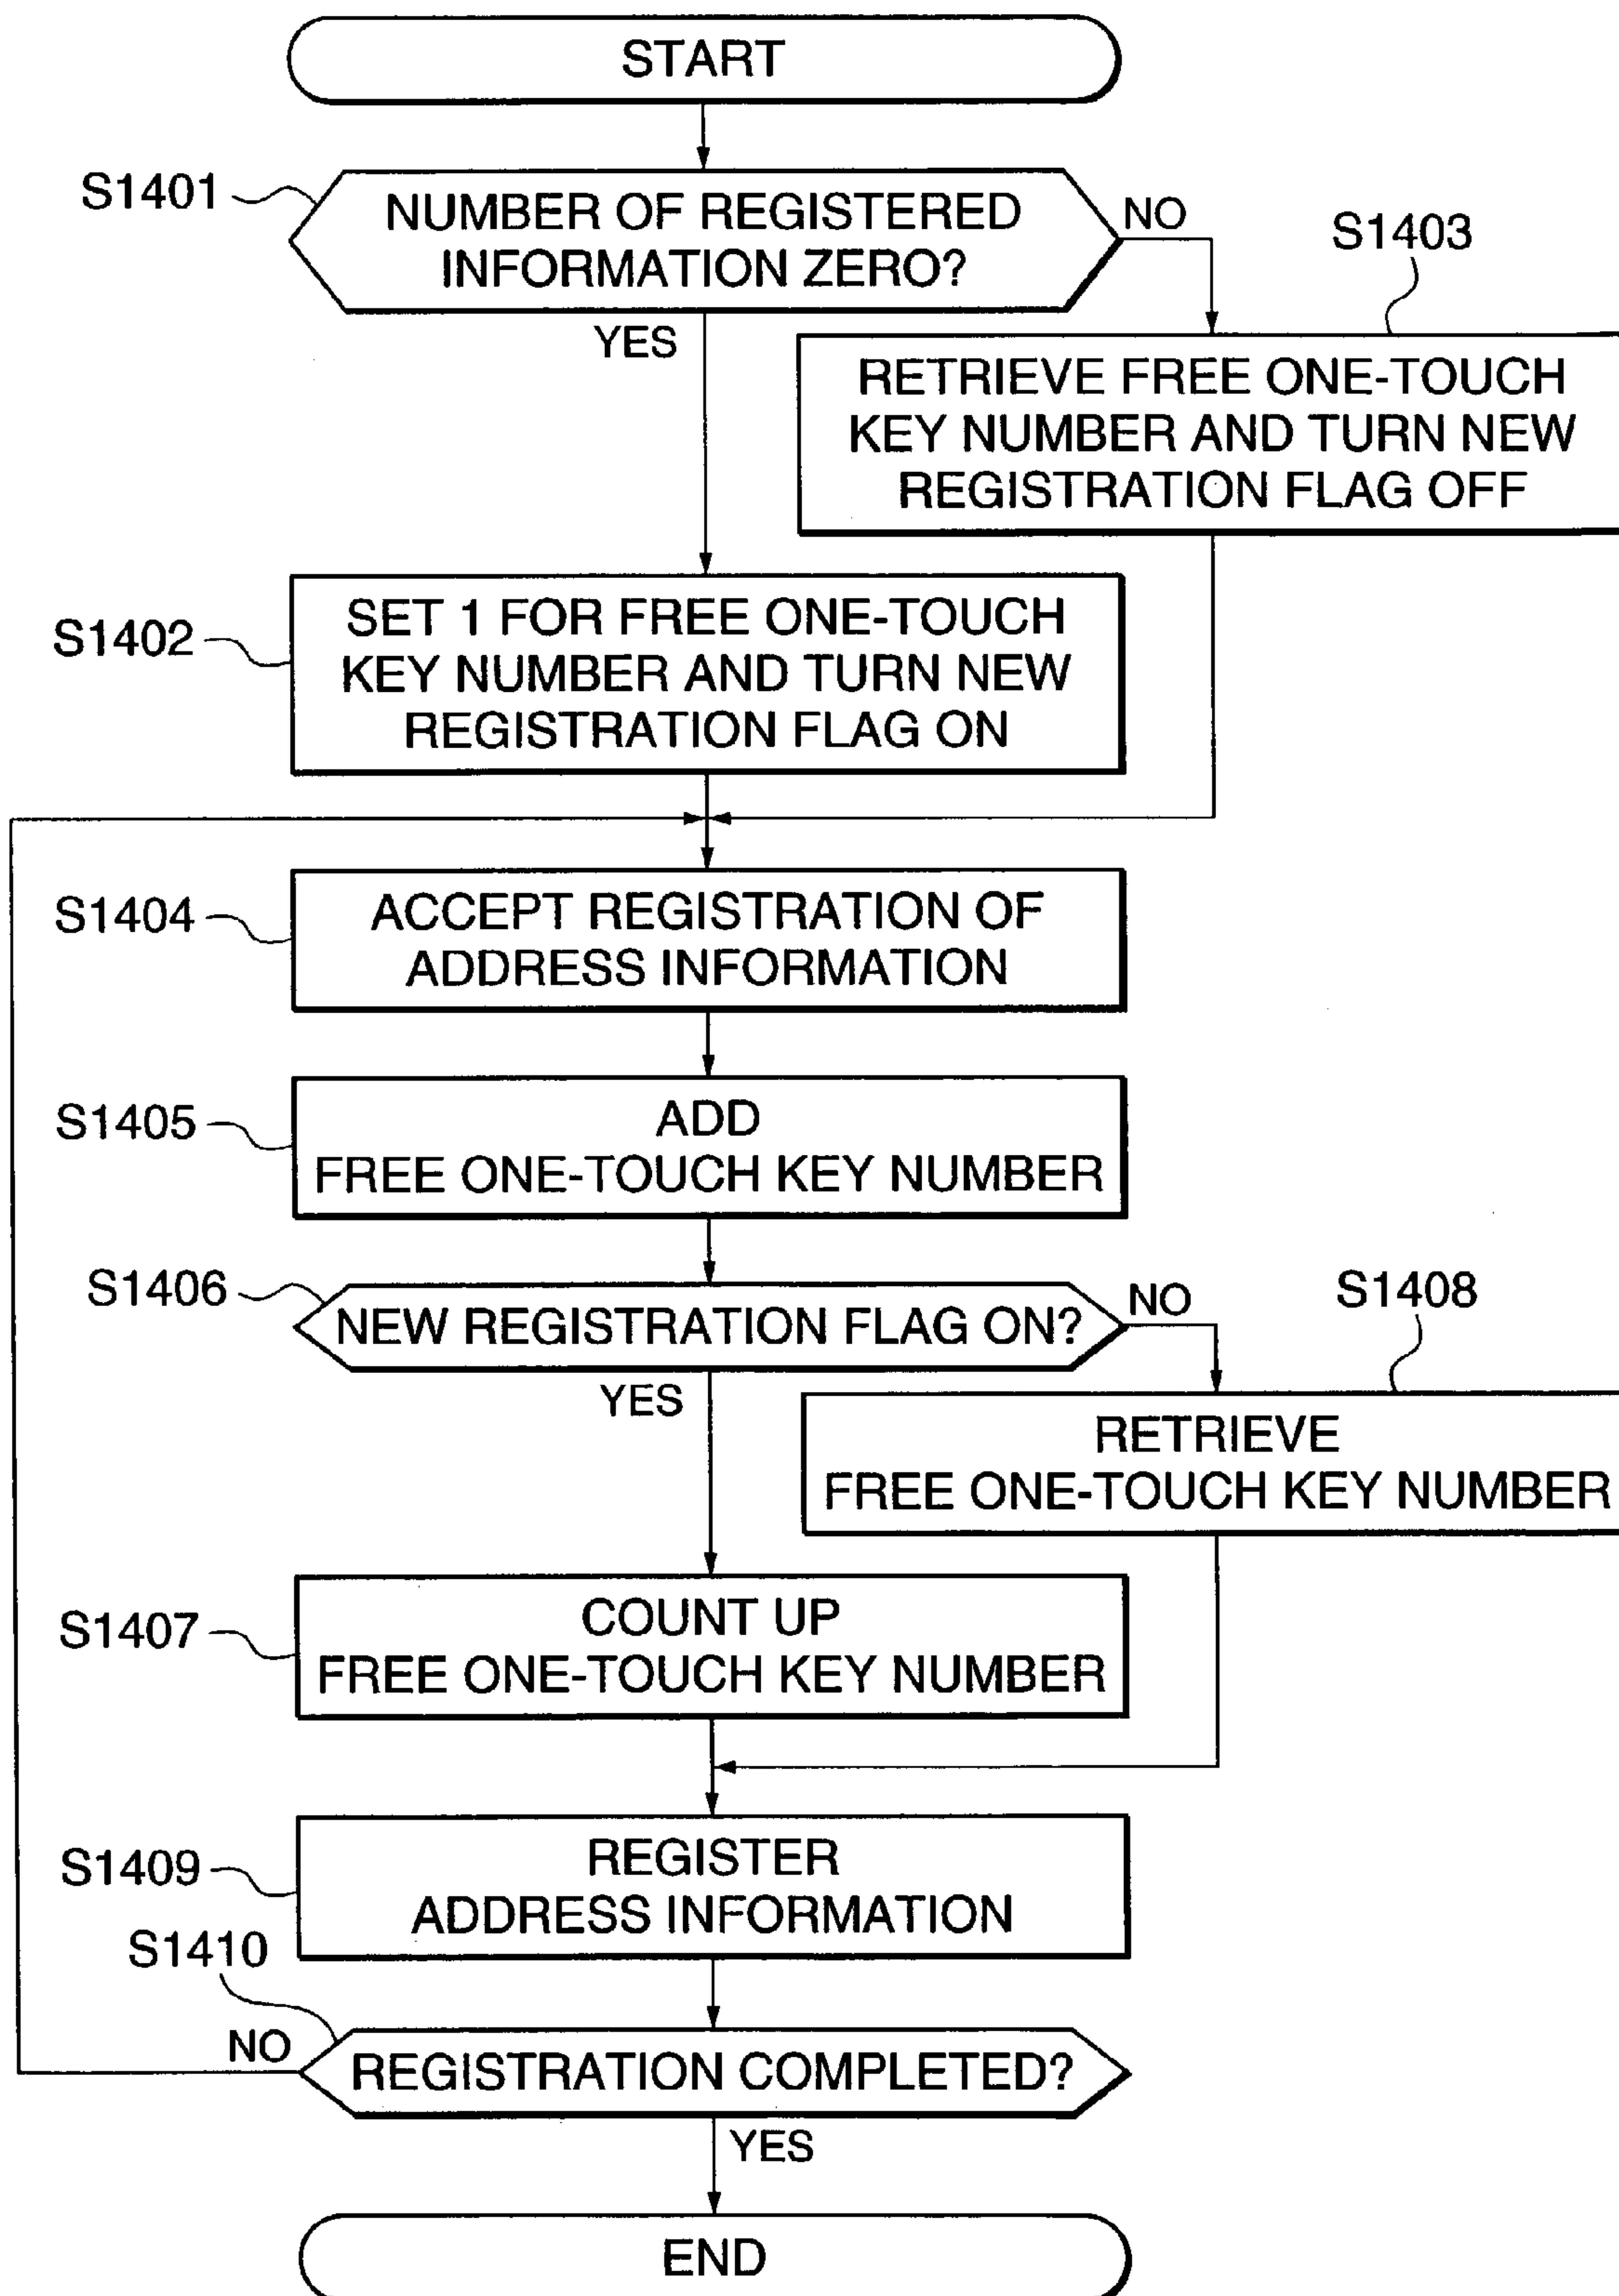 START
S1401
NUMBER OF REGISTERED
INFORMATION ZERO?
NO
YES
S1403
RETRIEVE FREE ONE-TOUCH
KEY NUMBER AND TURN NEW
REGISTRATION FLAG OFF
S1402
SET 1 FOR FREE ONE-TOUCH
KEY NUMBER AND TURN NEW
REGISTRATION FLAG ON
S1404
ACCEPT REGISTRATION OF
ADDRESS INFORMATION
S1405
ADD
FREE ONE-TOUCH KEY NUMBER
S1406
NEW REGISTRATION FLAG ON?
NO
YES
S1408
RETRIEVE
FREE ONE-TOUCH KEY NUMBER
S1407
COUNT UP
FREE ONE-TOUCH KEY NUMBER
S1409
REGISTER
ADDRESS INFORMATION
S1410
NO
REGISTRATION COMPLETED?
YES
END